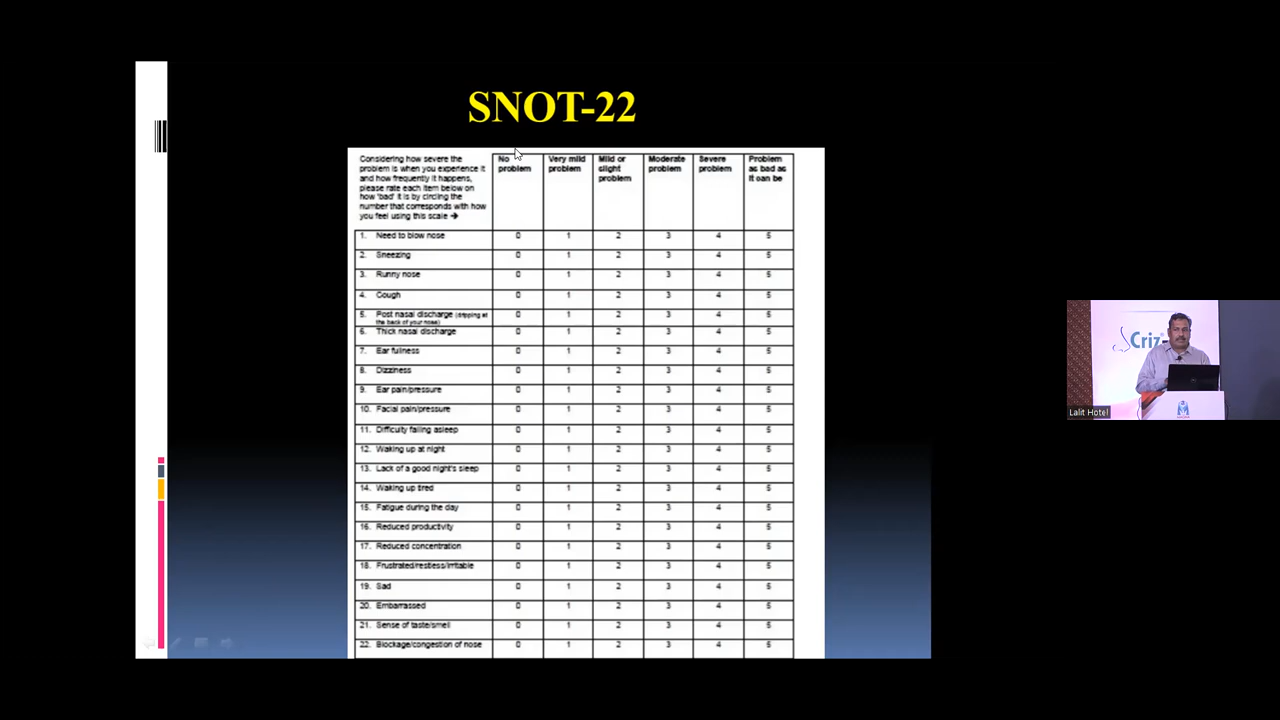 SNOT-22
Considering how severe the
problem is when you experience it
and how frequently it happens,
please rate each item below on
how 'bad' it is by circling the
number that corresponds with how
you feel using this scale →
No
problem
Very mild
problem
Mild or
slight
problem
Moderate
problem
Severe
problem
Problem
as bad as
it can be
1. Need to blow nose 0 1 2 3 4 5
2. Sneezing 0 1 2 3 4 5
3. Runny nose 0 1 2 3 4 5
4. Cough 0 1 2 3 4 5
5. Post nasal discharge (dripping at
the back of your nose) 0 1 2 3 4 5
6. Thick nasal discharge 0 1 2 3 4 5
7. Ear fullness 0 1 2 3 4 5
8. Dizziness 0 1 2 3 4 5
9. Ear pain/pressure 0 1 2 3 4 5
10. Facial pain/pressure 0 1 2 3 4 5
11. Difficulty falling asleep 0 1 2 3 4 5
12. Waking up at night 0 1 2 3 4 5
13. Lack of a good night's sleep 0 1 2 3 4 5
14. Waking up tired 0 1 2 3 4 5
15. Fatigue during the day 0 1 2 3 4 5
16. Reduced productivity 0 1 2 3 4 5
17. Reduced concentration 0 1 2 3 4 5
18. Frustrated/restless/irritable 0 1 2 3 4 5
19. Sad 0 1 2 3 4 5
20. Embarrassed 0 1 2 3 4 5
21. Sense of taste/smell 0 1 2 3 4 5
22. Blockage/congestion of nose 0 1 2 3 4 5
Criz
Lalit Hotel